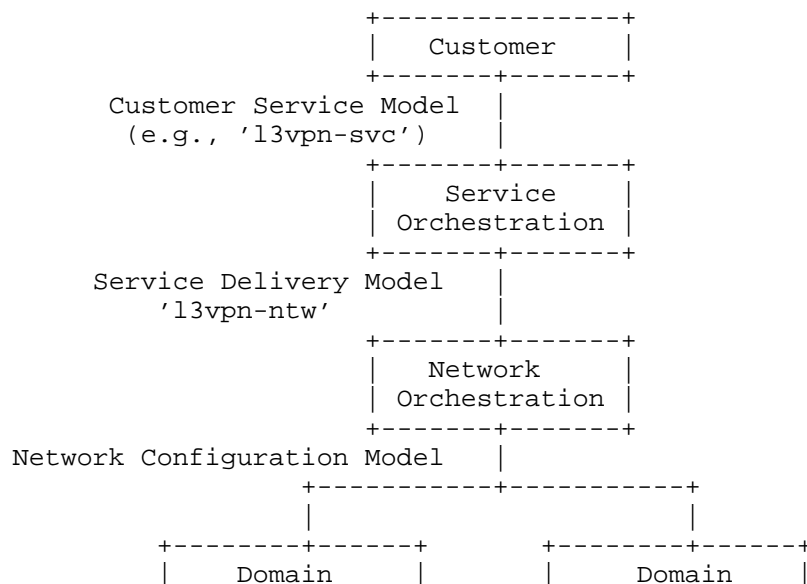 Customer
Customer Service Model
(e.g., ’l3vpn-svc’)
Service
Orchestration
Service Delivery Model
’l3vpn-ntw’
Network
Orchestration
Network Configuration Model
Domain Domain